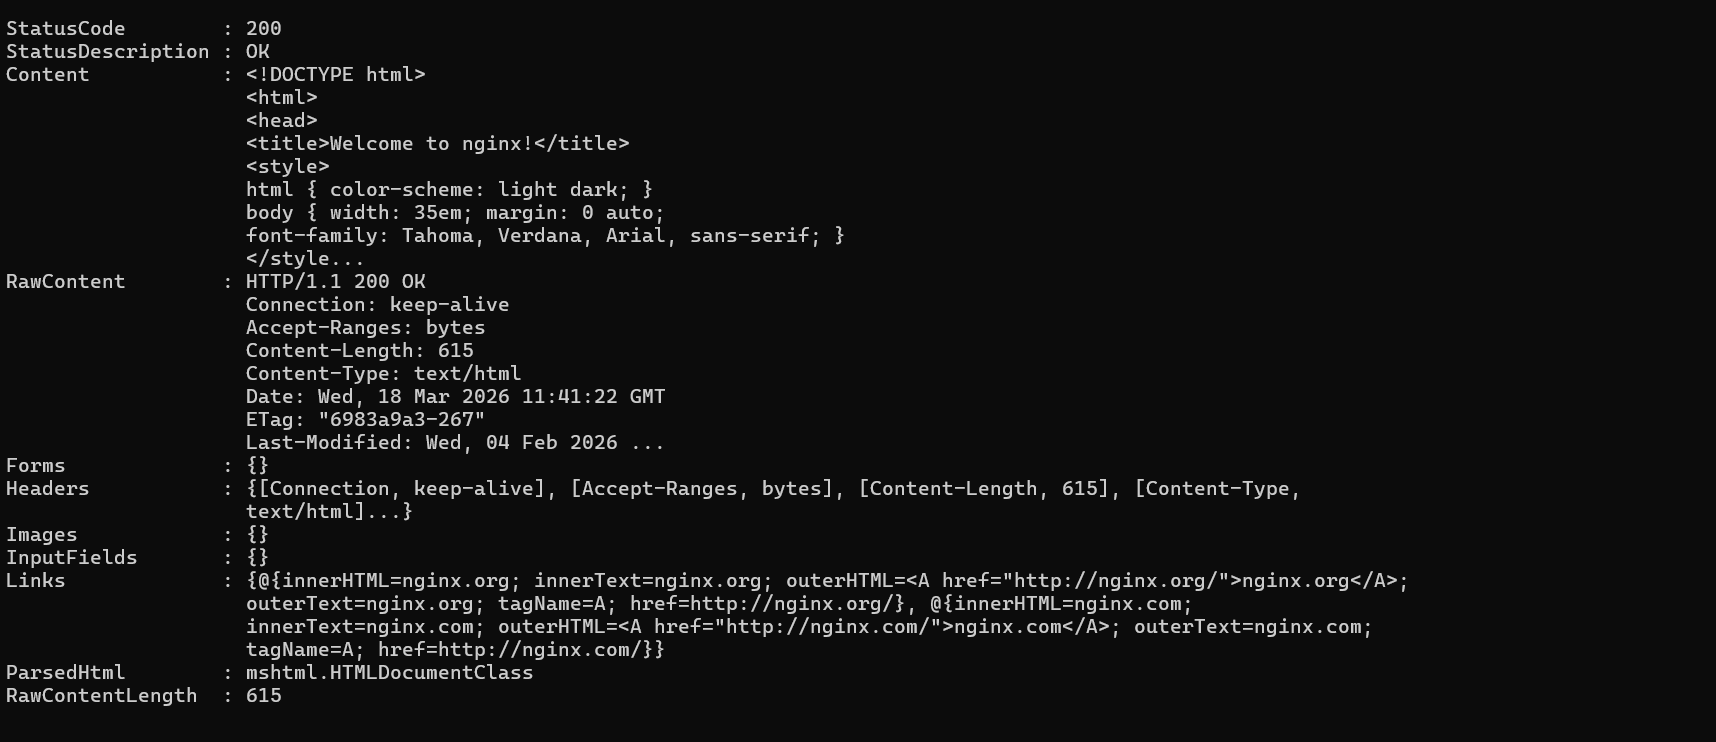 StatusCode        : 200
StatusDescription : OK
Content           : <!DOCTYPE html>
                    <html>
                    <head>
                    <title>Welcome to nginx!</title>
                    <style>
                    html { color-scheme: light dark; }
                    body { width: 35em; margin: 0 auto;
                    font-family: Tahoma, Verdana, Arial, sans-serif; }
                    </style...
RawContent        : HTTP/1.1 200 OK
                    Connection: keep-alive
                    Accept-Ranges: bytes
                    Content-Length: 615
                    Content-Type: text/html
                    Date: Wed, 18 Mar 2026 11:41:22 GMT
                    ETag: "6983a9a3-267"
                    Last-Modified: Wed, 04 Feb 2026 ...
Forms             : {}
Headers           : {[Connection, keep-alive], [Accept-Ranges, bytes], [Content-Length, 615], [Content-Type,
                    text/html]...}
Images            : {}
InputFields       : {}
Links             : {@{innerHTML=nginx.org; innerText=nginx.org; outerHTML=<A href="http://nginx.org/">nginx.org</A>;
                    outerText=nginx.org; tagName=A; href=http://nginx.org/}, @{innerHTML=nginx.com;
                    innerText=nginx.com; outerHTML=<A href="http://nginx.com/">nginx.com</A>; outerText=nginx.com;
                    tagName=A; href=http://nginx.com/}}
ParsedHtml        : mshtml.HTMLDocumentClass
RawContentLength  : 615